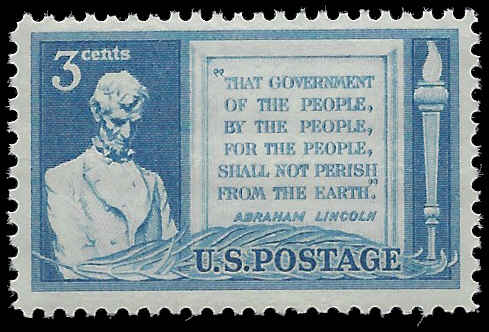 3 cents
"THAT GOVERNMENT
OF THE PEOPLE,
BY THE PEOPLE,
FOR THE PEOPLE,
SHALL NOT PERISH
FROM THE EARTH."
ABRAHAM LINCOLN
U.S. POSTAGE